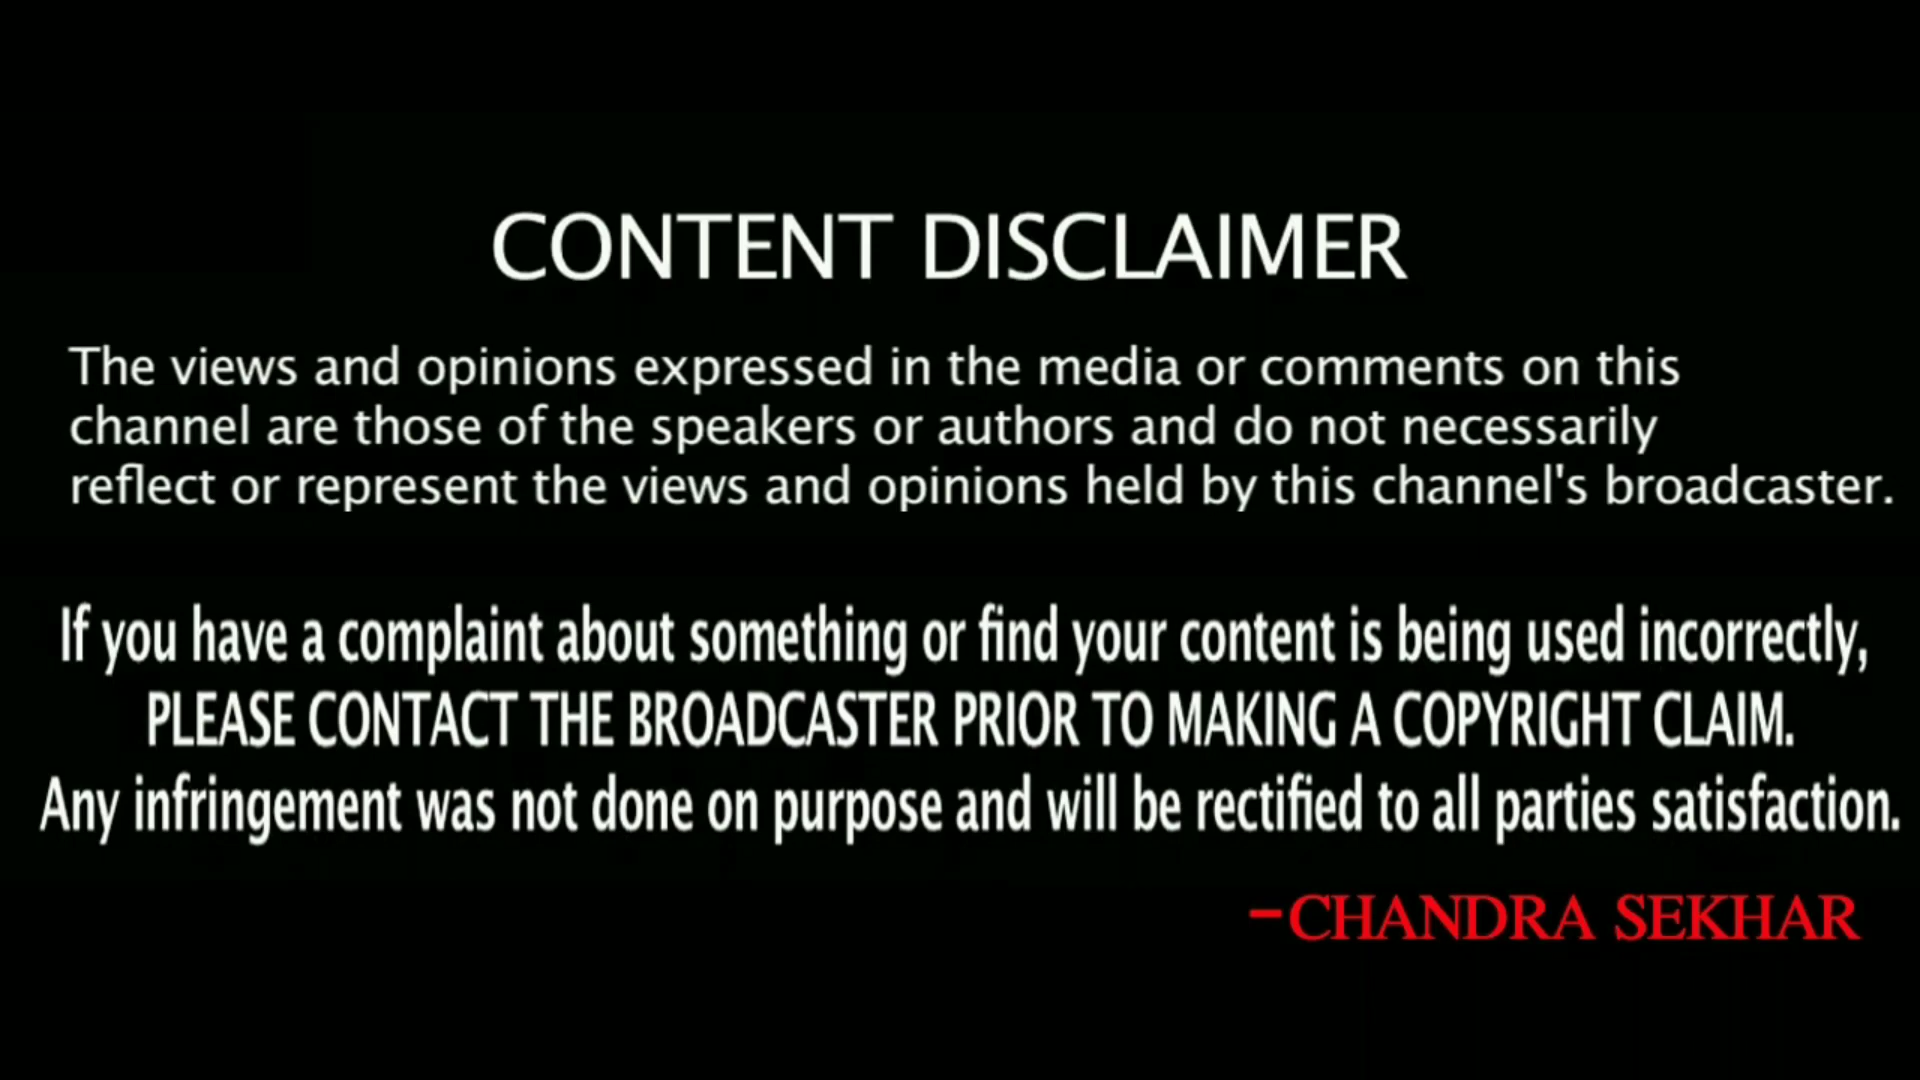 CONTENT DISCLAIMER
The views and opinions expressed in the media or comments on this
channel are those of the speakers or authors and do not necessarily
reflect or represent the views and opinions held by this channel's broadcaster.
If you have a complaint about something or find your content is being used incorrectly,
PLEASE CONTACT THE BROADCASTER PRIOR TO MAKING A COPYRIGHT CLAIM.
Any infringement was not done on purpose and will be rectified to all parties satisfaction.
-CHANDRA SEKHAR